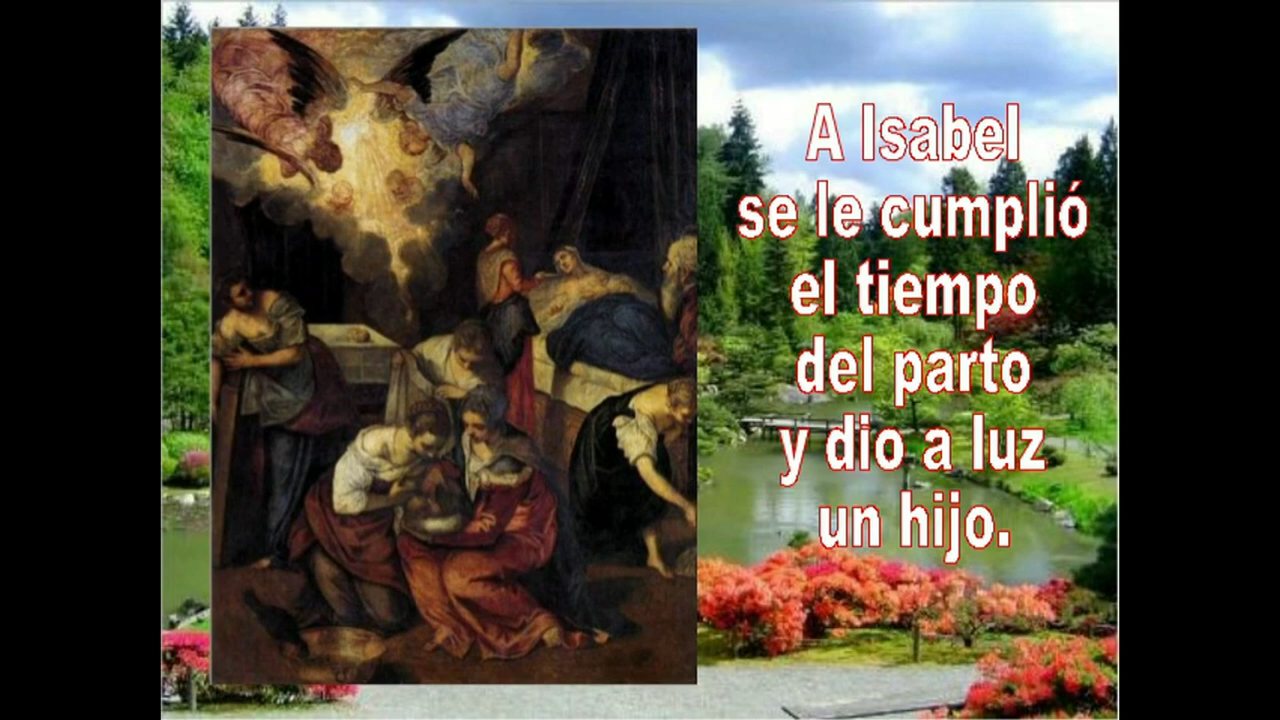 A Isabel
se le cumplió
el tiempo
del parto
y dio a luz
un hijo.